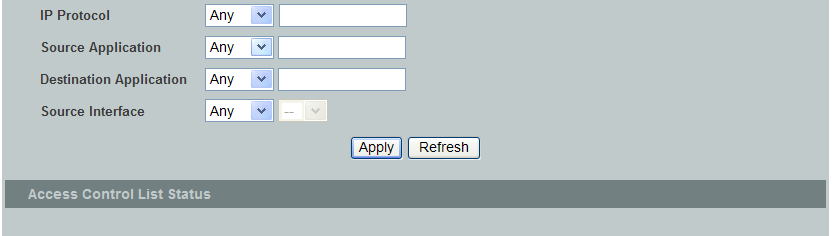 IP Protocol Any
Source Application Any
Destination Application Any
Source Interface Any --
Apply Refresh
Access Control List Status